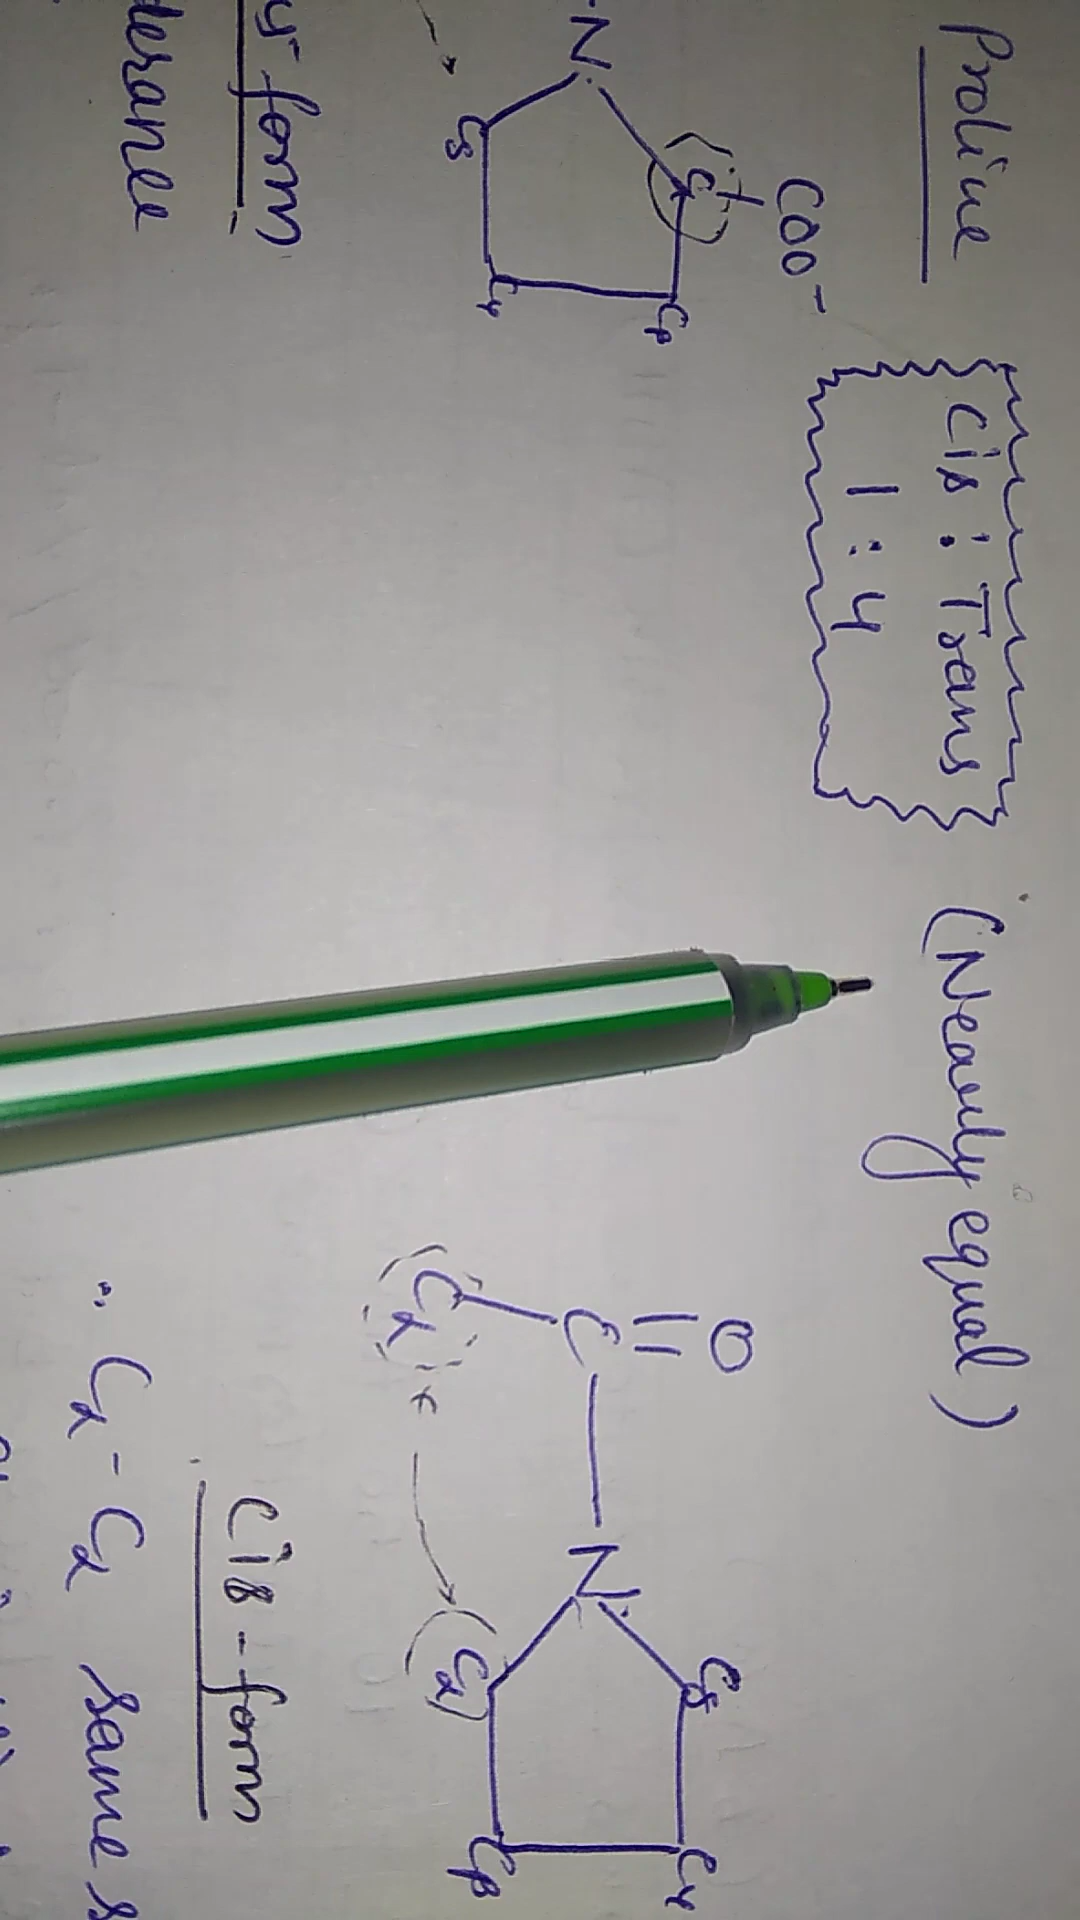 Proline
Cis : Trans
1 : 4
(Nearly equal)
COO⁻
N
Cα
Cβ
Cγ
Cδ
O
C
N
Cδ
Cγ
Cβ
Cα
Cα
form
Cis-form
Cα - Cα same